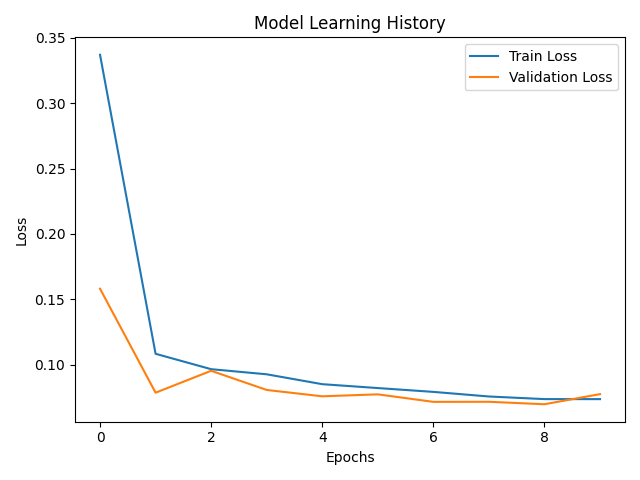 Model Learning History
Train Loss
Validation Loss
0.35
0.30
0.25
0.20
0.15
0.10
Loss
0 2 4 6 8
Epochs